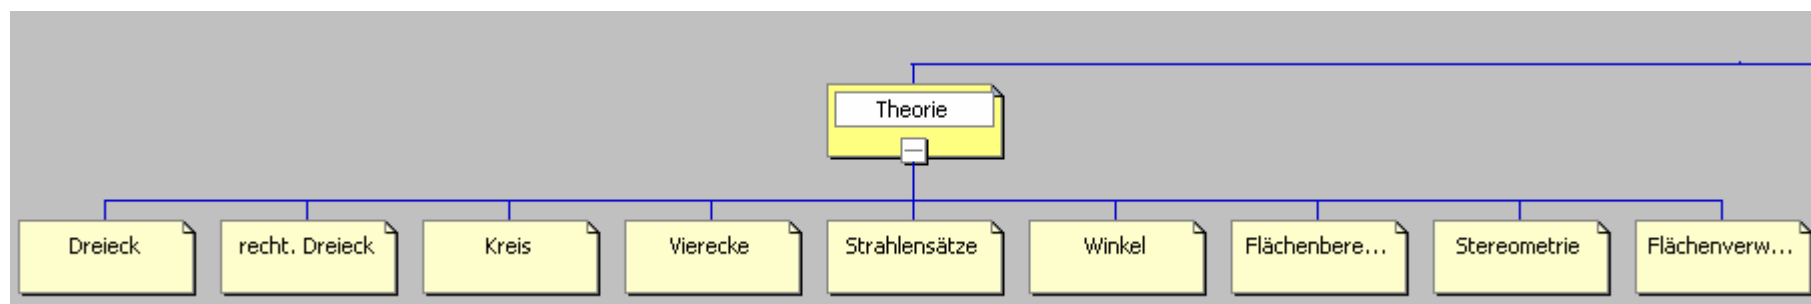 Theorie
Dreieck
recht. Dreieck
Kreis
Vierecke
Strahlensätze
Winkel
Flächenbere...
Stereometrie
Flächenverw...